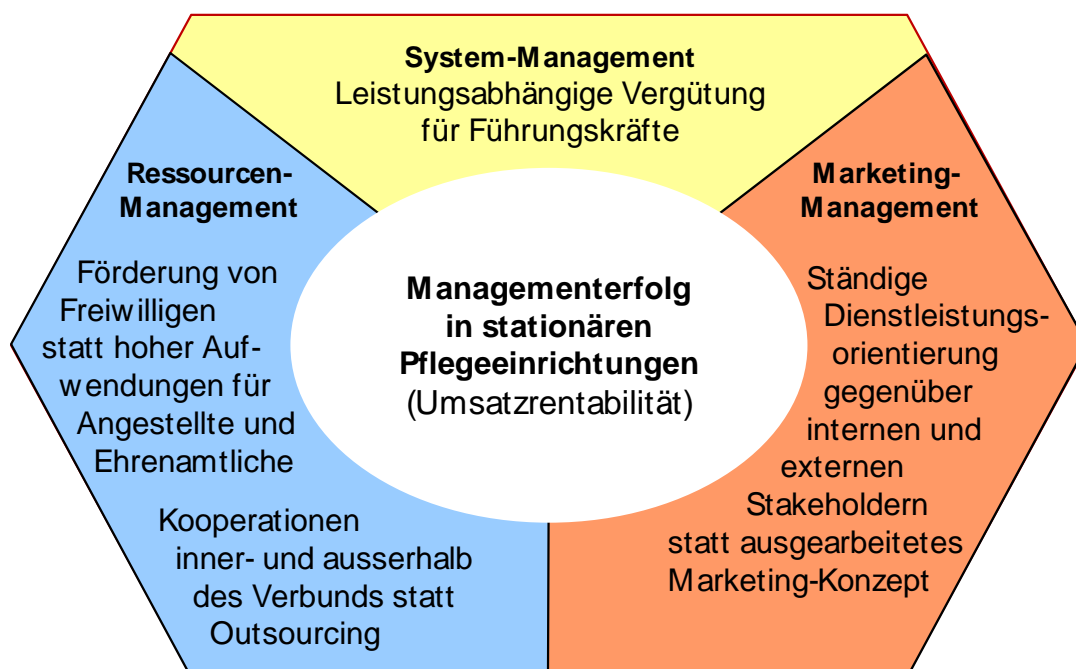 System-Management
Leistungsabhängige Vergütung
für Führungskräfte
Ressourcen-
Management
Förderung von
Freiwilligen
statt hoher Auf-
wendungen für
Angestellte und
Ehrenamtliche
Kooperationen
inner- und ausserhalb
des Verbunds statt
Outsourcing
Managementerfolg
in stationären
Pflegeeinrichtungen
(Umsatzrentabilität)
Marketing-
Management
Ständige
Dienstleistungs-
orientierung
gegenüber
internen und
externen
Stakeholdern
statt ausgearbeitetes
Marketing-Konzept